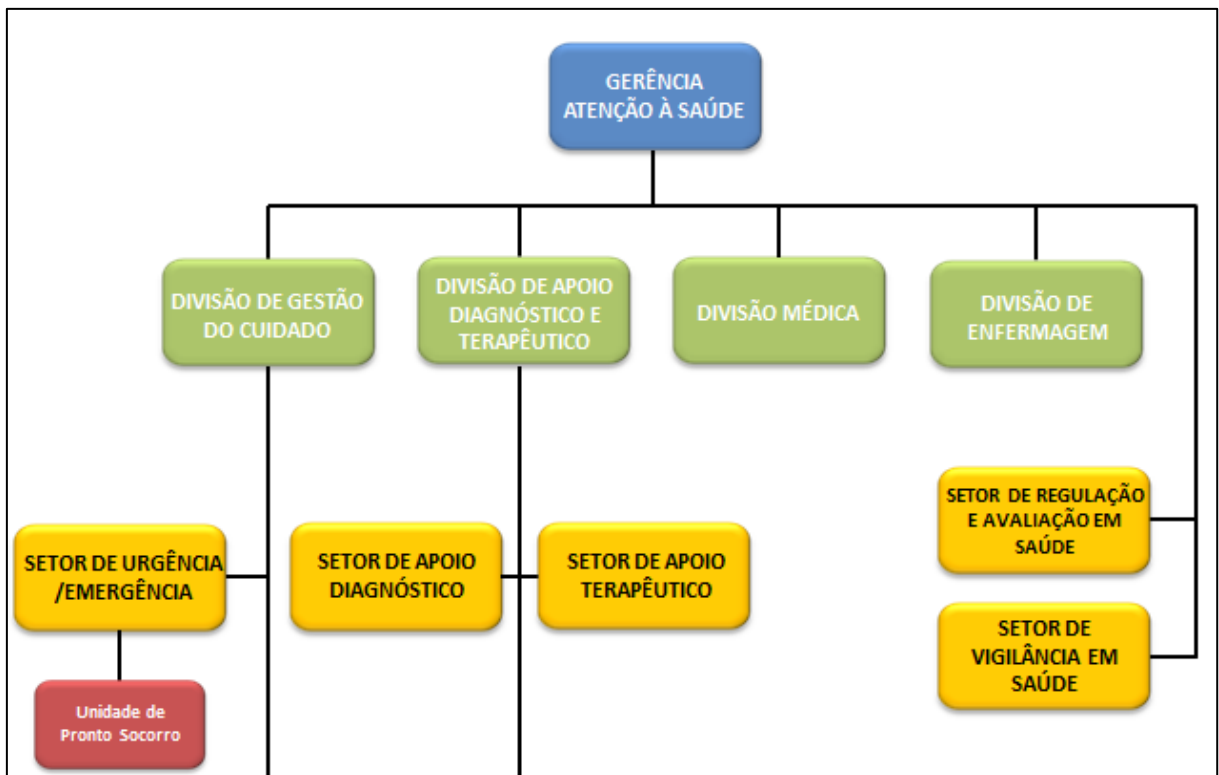 GERÊNCIA
ATENÇÃO À SAÚDE
DIVISÃO DE GESTÃO
DO CUIDADO
DIVISÃO DE APOIO
DIAGNÓSTICO E
TERAPÊUTICO
DIVISÃO MÉDICA
DIVISÃO DE
ENFERMAGEM
SETOR DE URGÊNCIA
/EMERGÊNCIA
SETOR DE APOIO
DIAGNÓSTICO
SETOR DE APOIO
TERAPÊUTICO
SETOR DE REGULAÇÃO
E AVALIAÇÃO EM
SAÚDE
SETOR DE
VIGILÂNCIA EM
SAÚDE
Unidade de
Pronto Socorro